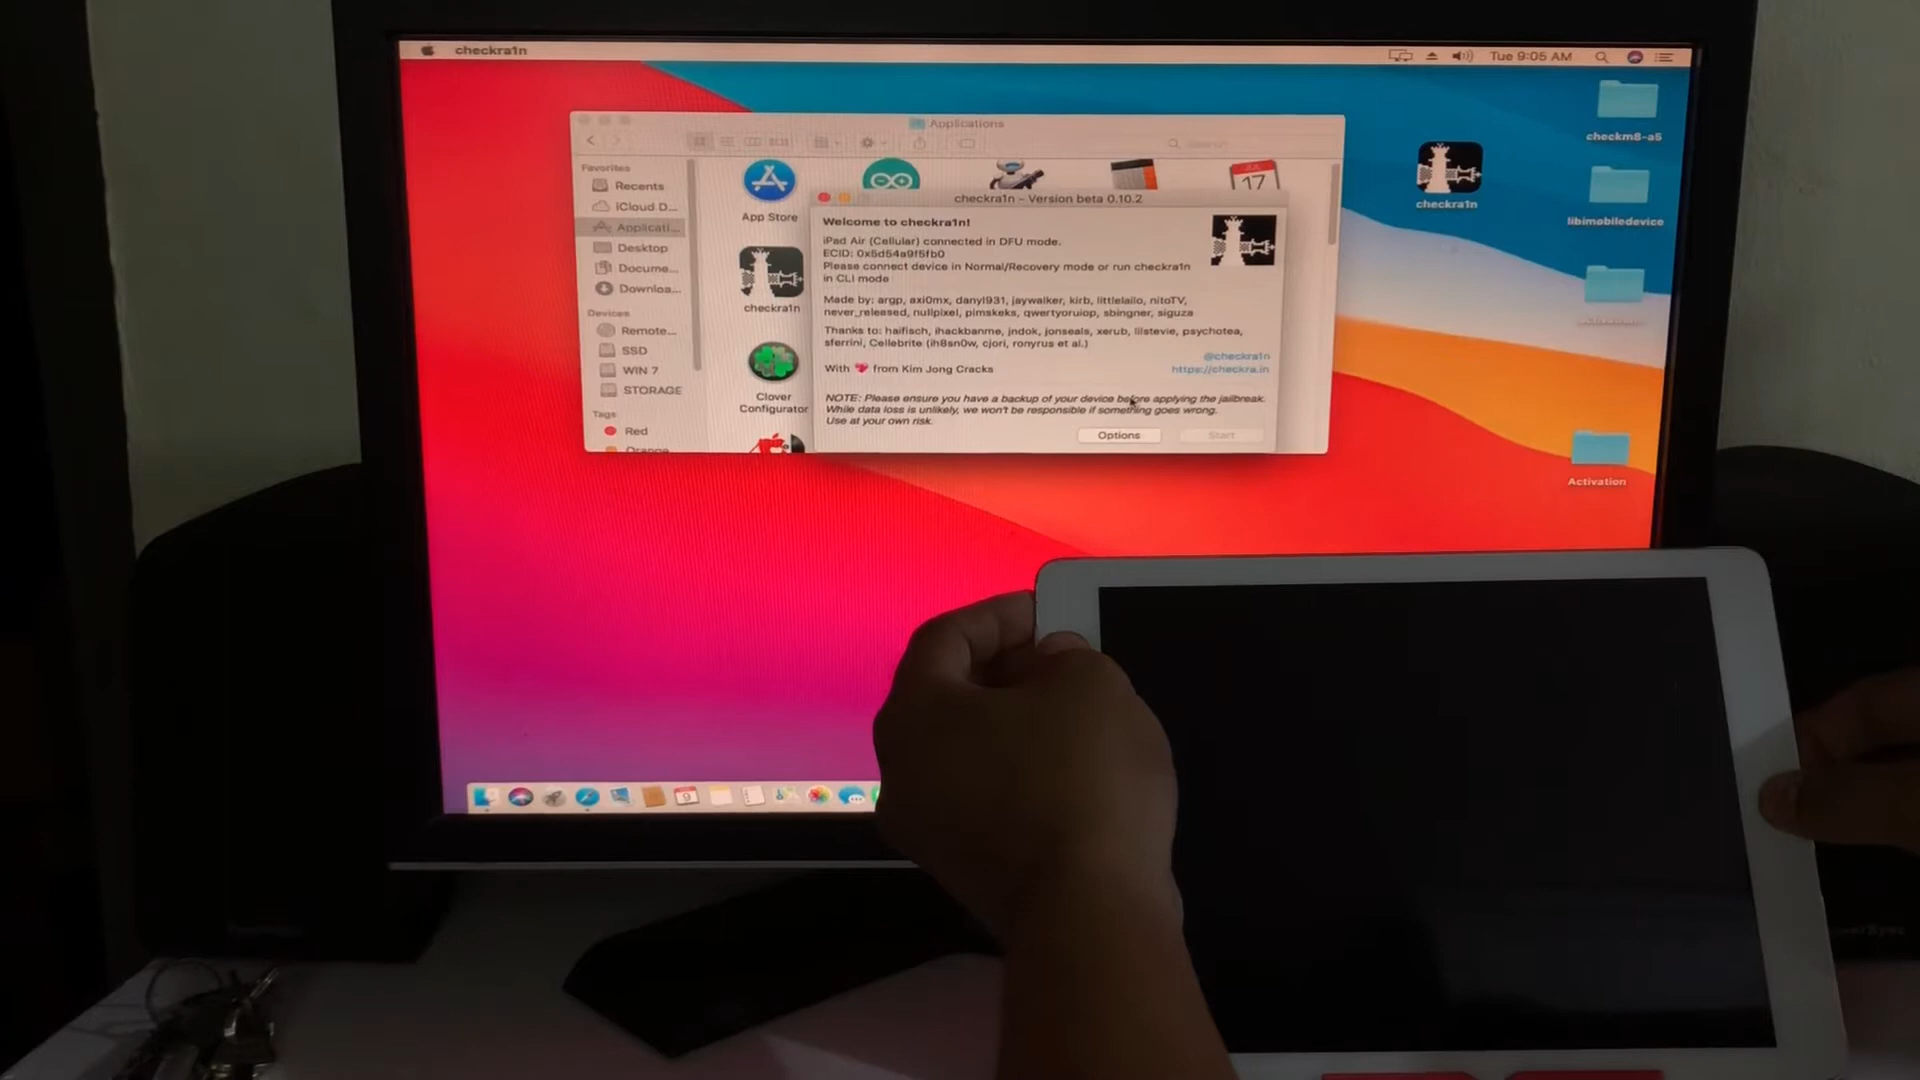 checkra1n
Tue 9:05 AM
Applications
Search
Favorites
Recents
iCloud D...
Applicati...
Desktop
Docume...
Downloa...
Devices
Remote...
SSD
WIN 7
STORAGE
Tags
Red
Orange
App Store
17
checkra1n
Clover
Configurator
checkra1n - Version beta 0.10.2
Welcome to checkra1n!
iPad Air (Cellular) connected in DFU mode.
ECID: 0x5d54a9f5fb0
Please connect device in Normal/Recovery mode or run checkra1n
in CLI mode
Made by: argp, axi0mx, danyl931, jaywalker, kirb, littlelailo, nitoTV,
never_released, nullpixel, pimskeks, qwertyoruiop, sbingner, siguza
Thanks to: haifisch, ihackbanme, jndok, jonseals, xerub, lilstevie, psychotea,
sferrini, Cellebrite (ih8sn0w, cjori, ronyrus et al.)
@checkra1n
With 💖 from Kim Jong Cracks
https://checkra.in
NOTE: Please ensure you have a backup of your device before applying the jailbreak.
While data loss is unlikely, we won't be responsible if something goes wrong.
Use at your own risk.
Options
Start
checkm8-a5
checkra1n
libimobiledevice
Activation
9